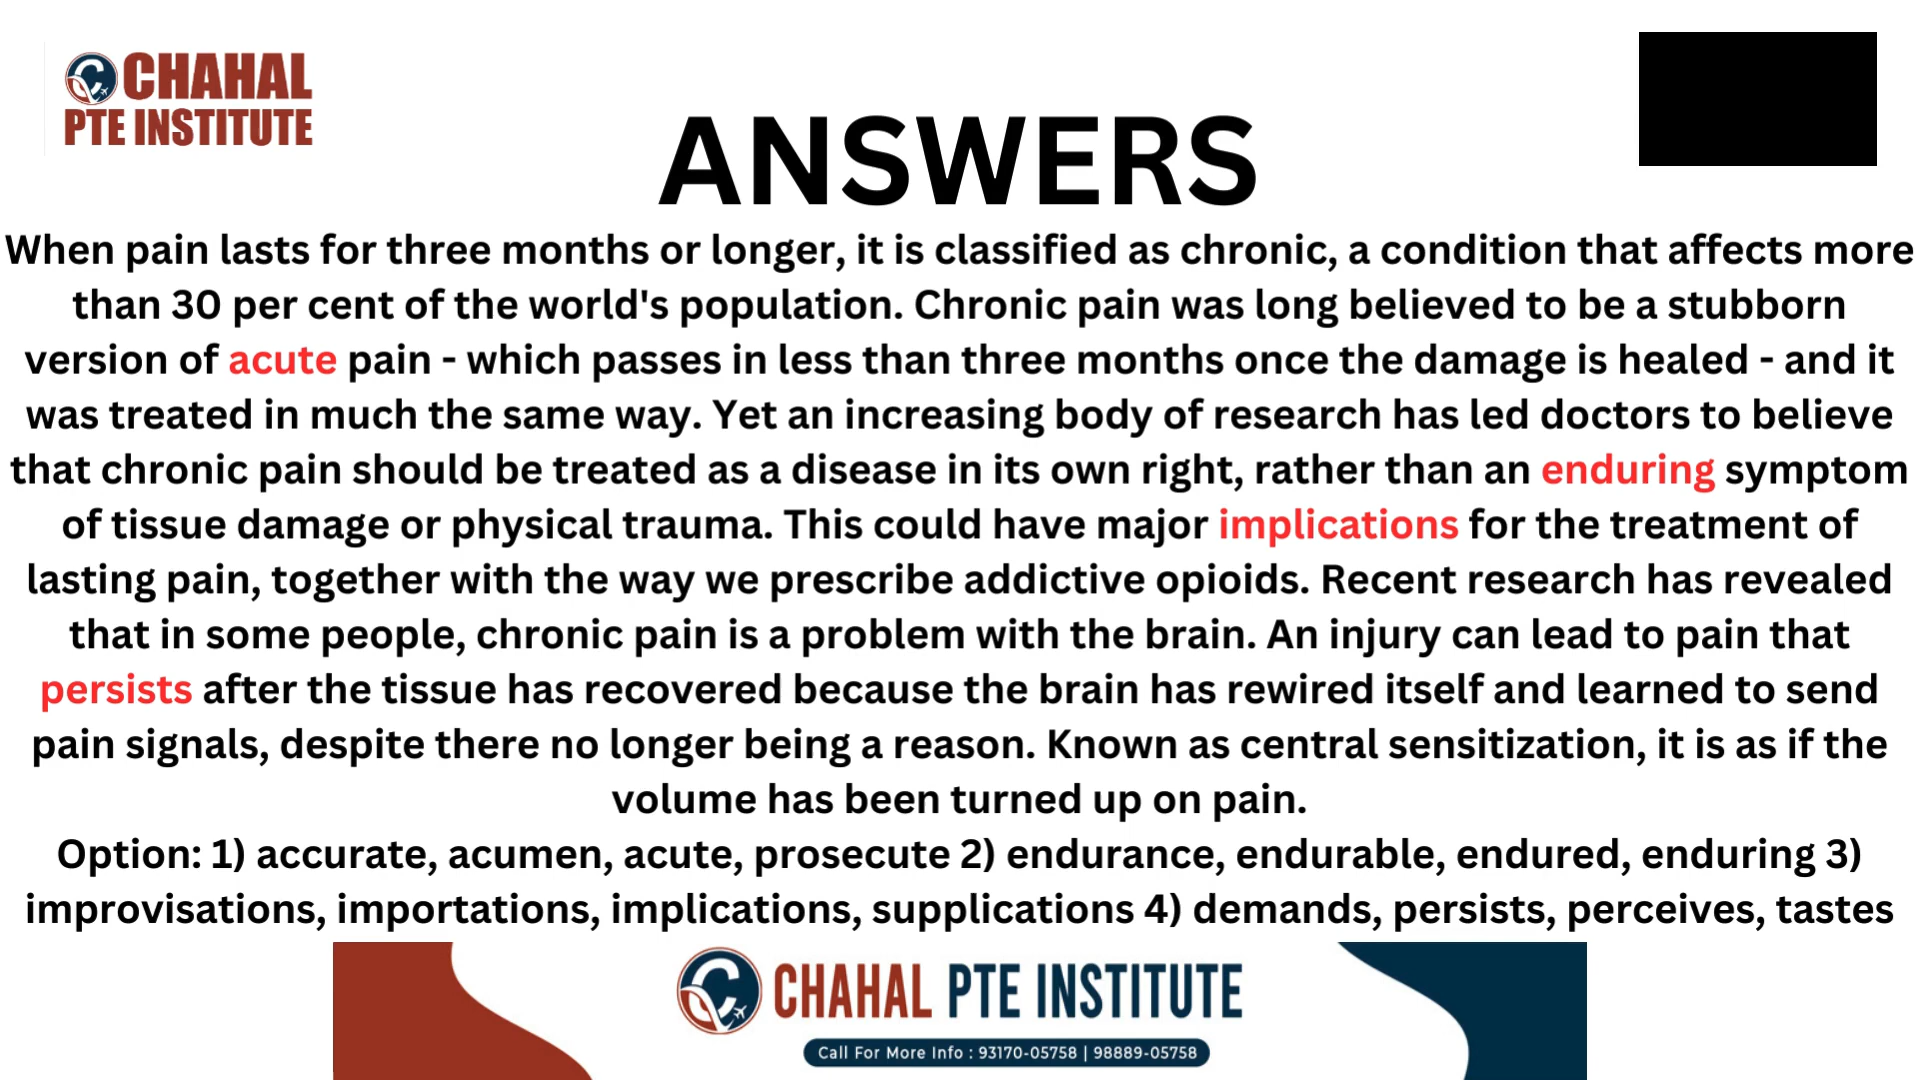 CHAHAL
PTE INSTITUTE
ANSWERS
When pain lasts for three months or longer, it is classified as chronic, a condition that affects more
than 30 per cent of the world's population. Chronic pain was long believed to be a stubborn
version of acute pain - which passes in less than three months once the damage is healed - and it
was treated in much the same way. Yet an increasing body of research has led doctors to believe
that chronic pain should be treated as a disease in its own right, rather than an enduring symptom
of tissue damage or physical trauma. This could have major implications for the treatment of
lasting pain, together with the way we prescribe addictive opioids. Recent research has revealed
that in some people, chronic pain is a problem with the brain. An injury can lead to pain that
persists after the tissue has recovered because the brain has rewired itself and learned to send
pain signals, despite there no longer being a reason. Known as central sensitization, it is as if the
volume has been turned up on pain.
Option: 1) accurate, acumen, acute, prosecute 2) endurance, endurable, endured, enduring 3)
improvisations, importations, implications, supplications 4) demands, persists, perceives, tastes
CHAHAL PTE INSTITUTE
Call For More Info : 93170-05758 | 98889-05758